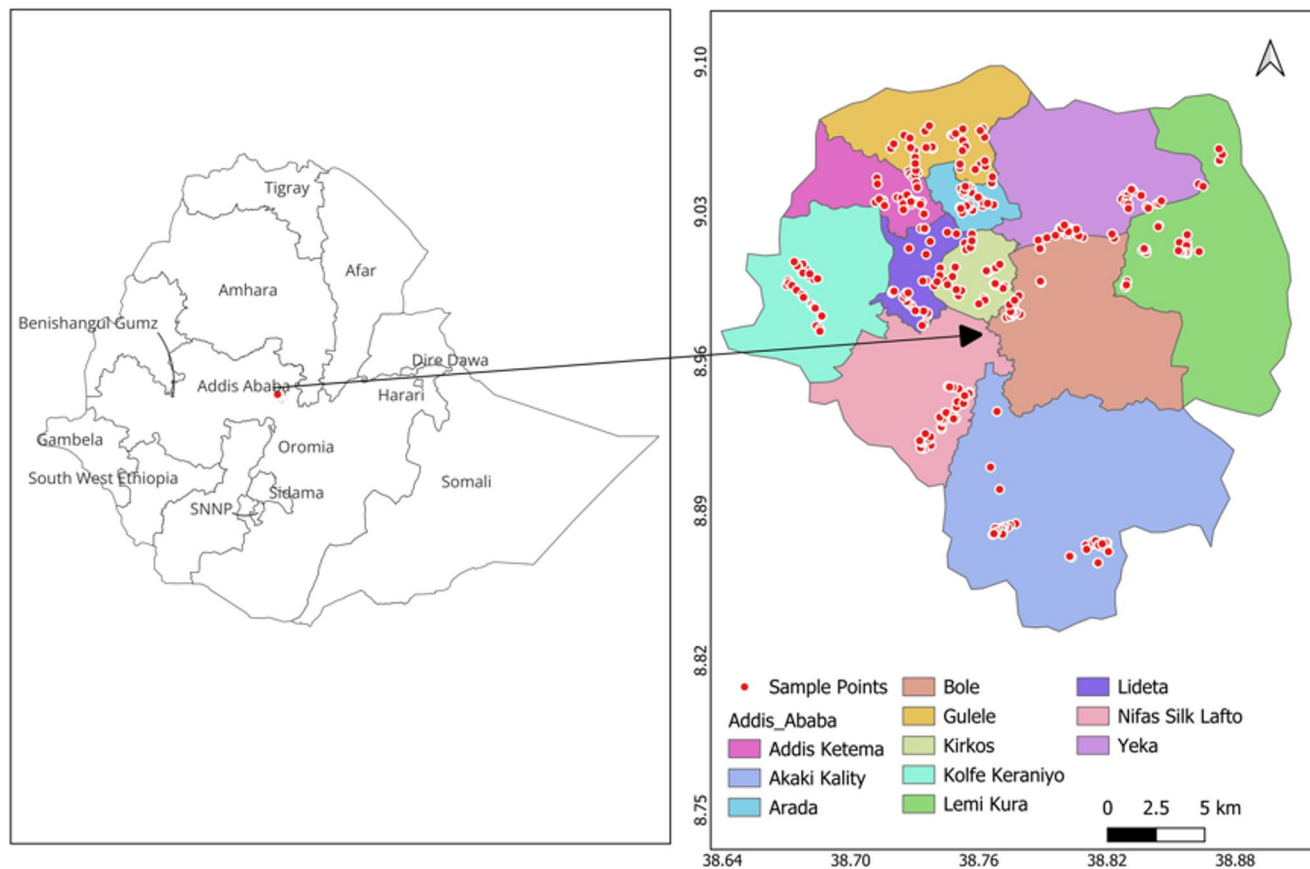 Tigray
Afar
Amhara
Benishangul Gumz
Dire Dawa
Addis Ababa
Harari
Gambela
Oromia
South West Ethiopia
Sidama
Somali
SNNP
9.10
9.03
8.96
8.89
8.82
8.75
Sample Points
Addis_Ababa
Addis Ketema
Akaki Kality
Arada
Bole
Gulele
Kirkos
Kolfe Keraniyo
Lemi Kura
Lideta
Nifas Silk Lafto
Yeka
0 2.5 5 km
38.64 38.70 38.76 38.82 38.88